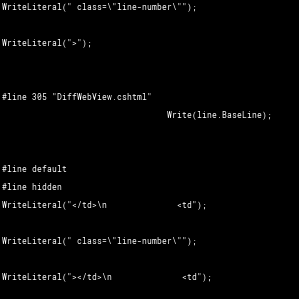 WriteLiteral(" class=\"line-number\"");
WriteLiteral(">");
#line 305 "DiffWebView.cshtml"
Write(line.BaseLine);
#line default
#line hidden
WriteLiteral("</td>\n              <td");
WriteLiteral(" class=\"line-number\"");
WriteLiteral("></td>\n              <td");